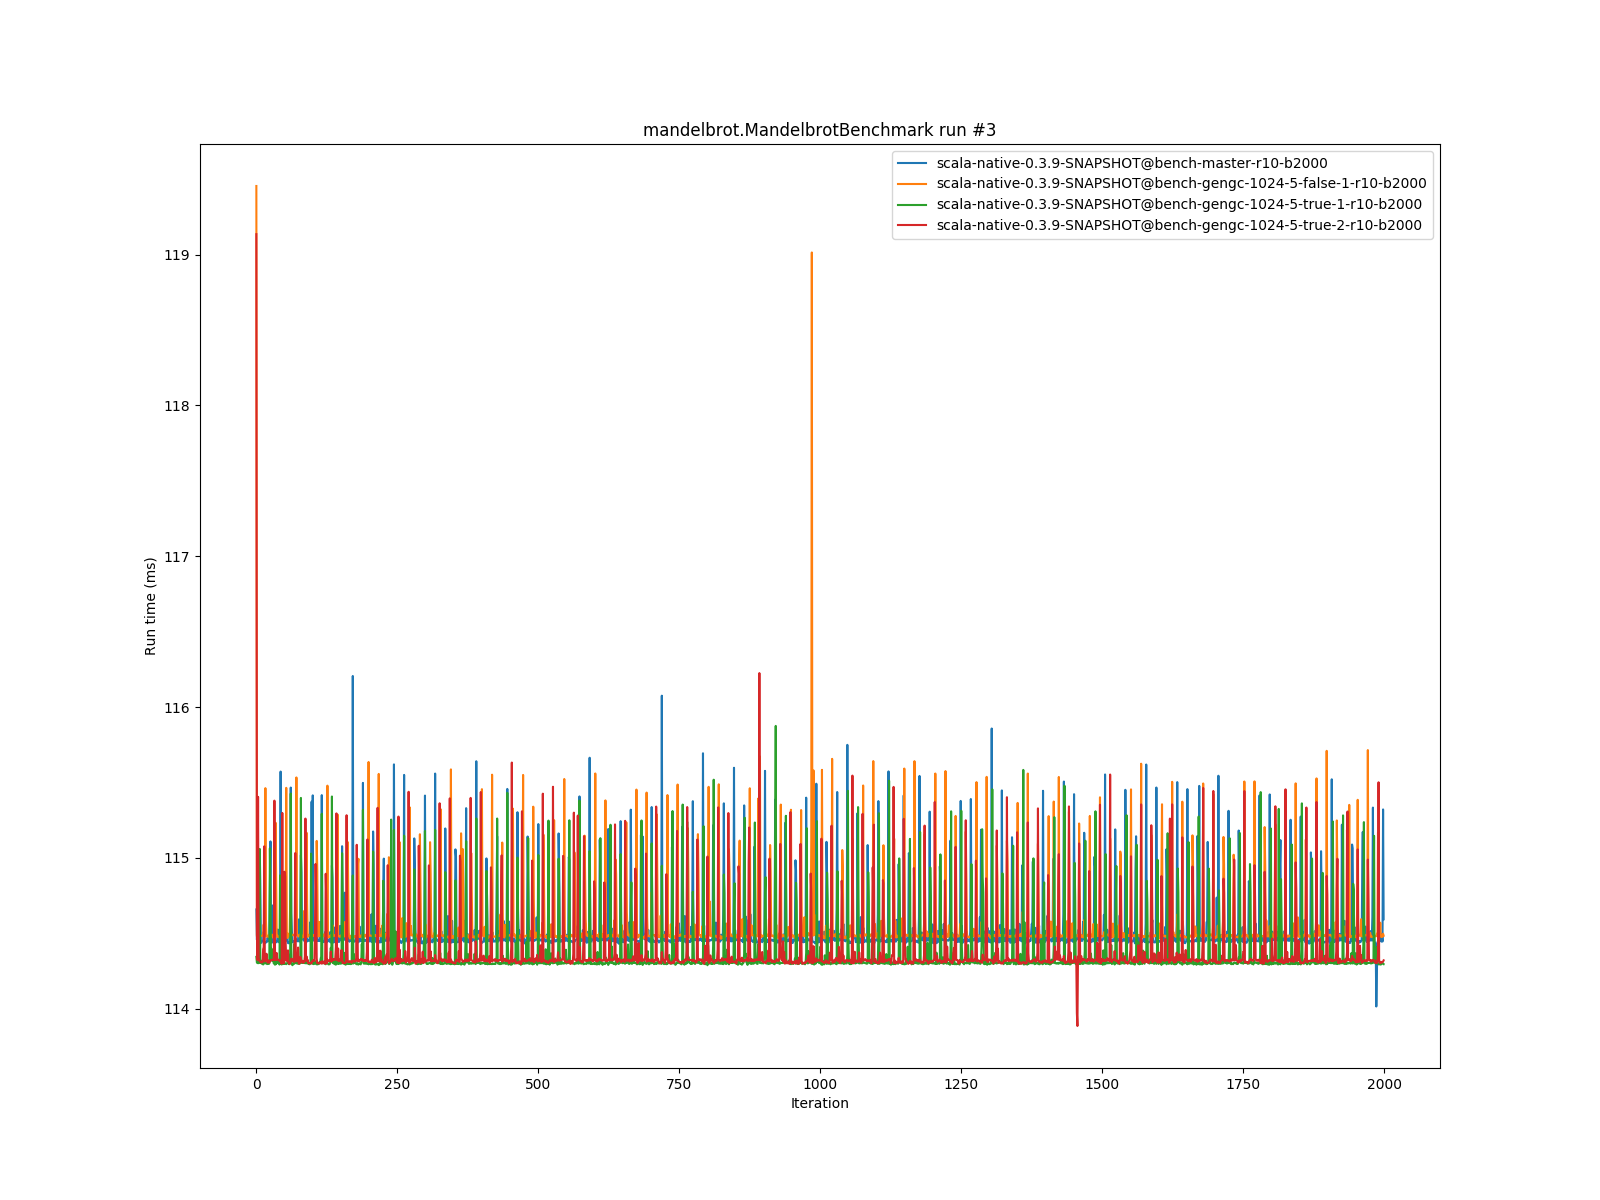 mandelbrot.MandelbrotBenchmark run #3
scala-native-0.3.9-SNAPSHOT@bench-master-r10-b2000
scala-native-0.3.9-SNAPSHOT@bench-gengc-1024-5-false-1-r10-b2000
scala-native-0.3.9-SNAPSHOT@bench-gengc-1024-5-true-1-r10-b2000
scala-native-0.3.9-SNAPSHOT@bench-gengc-1024-5-true-2-r10-b2000
119
118
117
116
115
114
Run time (ms)
0 250 500 750 1000 1250 1500 1750 2000
Iteration